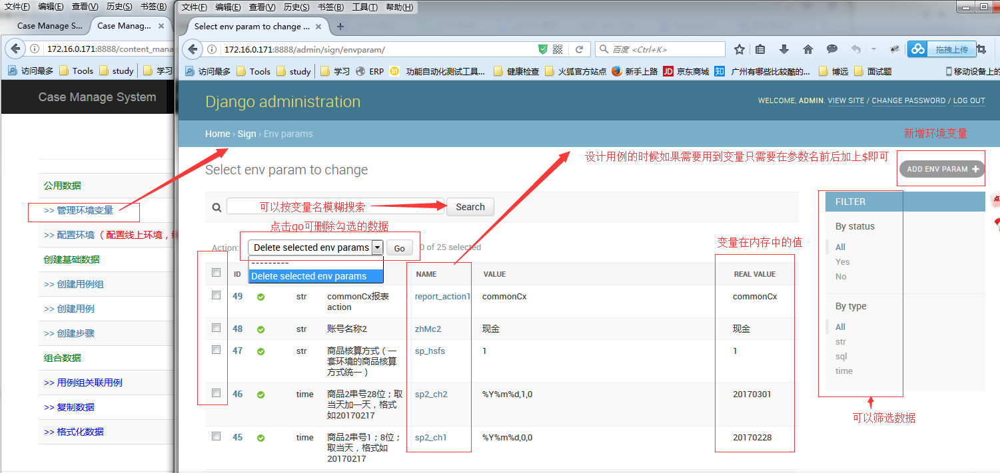 文件(F) 编辑(E) 查看(V) 历史(S) 书签(B)
Case Manage S...
Case Manag...
172.16.0.171:8888/content_mana
访问最多 Tools study 学习
Case Manage System
公用数据
>> 管理环境变量
>> 配置环境（配置线上环境，
创建基础数据
>> 创建用例组
>> 创建用例
>> 创建步骤
组合数据
>> 用例组关联用例
>> 复制数据
>> 格式化数据
文件(F) 编辑(E) 查看(V) 历史(S) 书签(B) 工具(T) 帮助(H)
Select env param to change ...
172.16.0.171:8888/admin/sign/envparam/
百度 <Ctrl+K>
拖拽上传
访问最多 Tools study 学习 ERP 功能自动化测试工具... 健康检查 火狐官方站点 新手上路 JD 京东商城 知 广州有哪些比较酷的... 博远 面试题 移动设备上的
Django administration
WELCOME, ADMIN. VIEW SITE / CHANGE PASSWORD / LOG OUT
Home › Sign › Env params
新增环境变量
设计用例的时候如果需要用到变量只需要在参数名前后加上$即可
Select env param to change
ADD ENV PARAM +
可以按变量名模糊搜索
Search
点击go可删除勾选的数据
Action:
Delete selected env params
Go
0 of 25 selected
变量在内存中的值
---------
Delete selected env params
ID NAME VALUE REAL VALUE
49 str commonCx报表 report_action1 commonCx commonCx
action
48 str 账号名称2 zhMc2 现金 现金
47 str 商品核算方式（一 sp_hsfs 1 1
套环境的商品核算
方式统一）
46 time 商品2串号28位；取 sp2_ch2 %Y%m%d,1,0 20170301
当天加一天，格式
如20170217
45 time 商品2串号1；8位； sp2_ch1 %Y%m%d,0,0 20170228
取当天，格式如
20170217
FILTER
By status
All
Yes
No
By type
All
str
sql
time
可以筛选数据
点